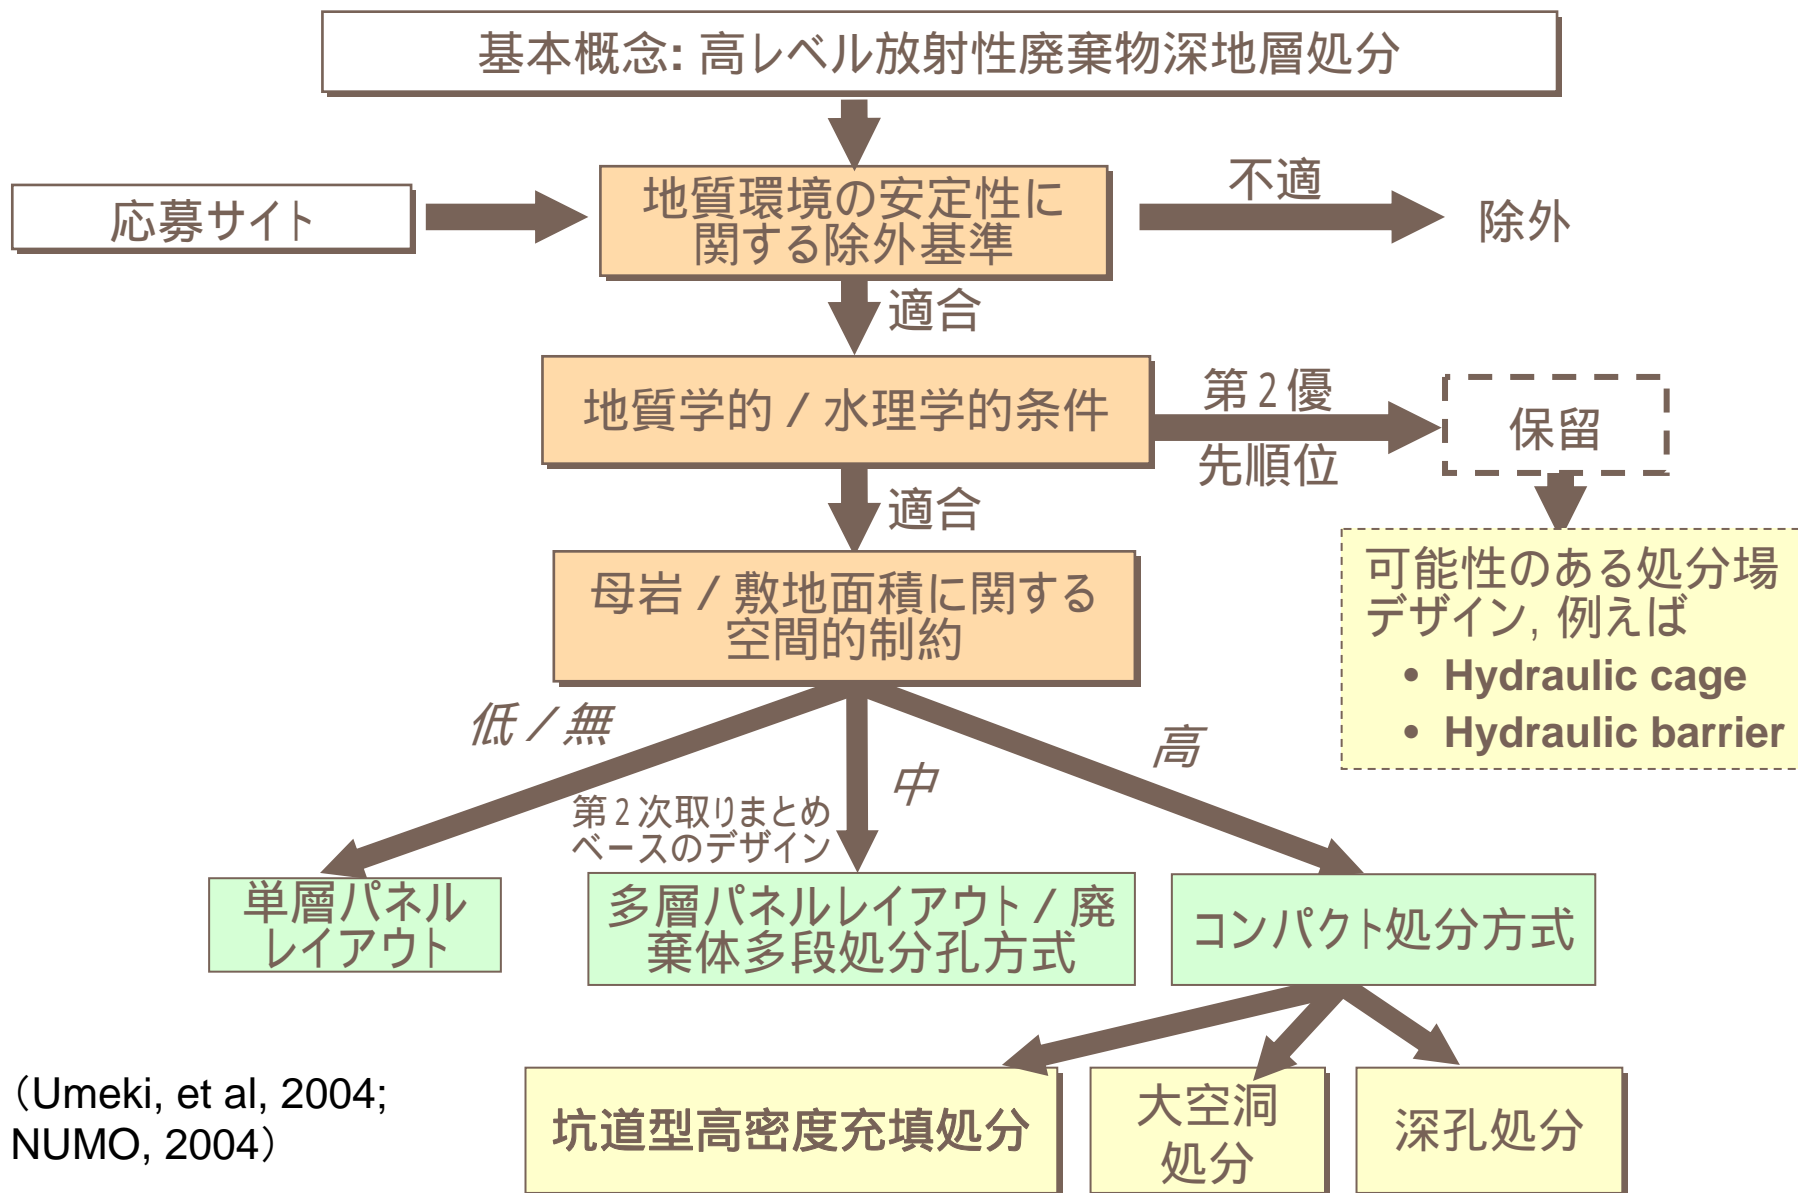 基本概念: 高レベル放射性廃棄物深地層処分
応募サイト
地質環境の安定性に
関する除外基準
不適
除外
適合
地質学的 / 水理学的条件
第2優
先順位
保留
適合
母岩 / 敷地面積に関する
空間的制約
可能性のある処分場
デザイン, 例えば
• Hydraulic cage
• Hydraulic barrier
低 / 無
中
高
第2次取りまとめ
ベースのデザイン
単層パネル
レイアウト
多層パネルレイアウト / 廃
棄体多段処分孔方式
コンパクト処分方式
坑道型高密度充填処分
大空洞
処分
深孔処分
（Umeki, et al, 2004;
NUMO, 2004）